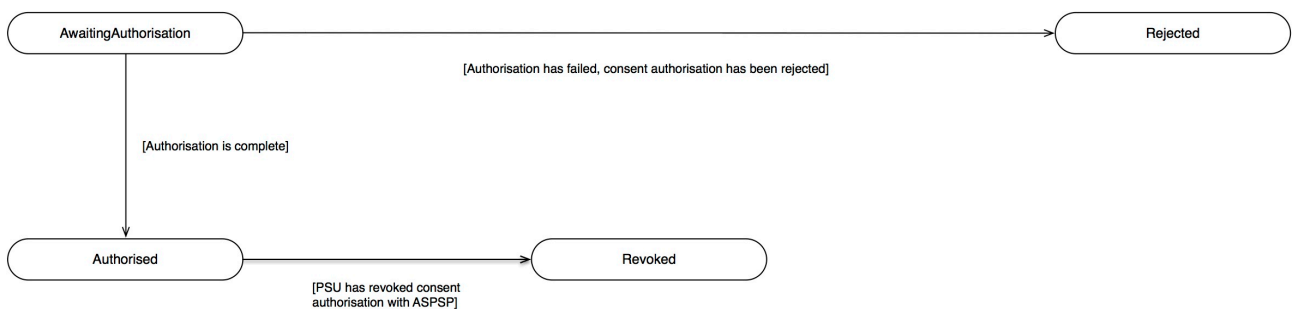 AwaitingAuthorisation
Rejected
[Authorisation has failed, consent authorisation has been rejected]
[Authorisation is complete]
Authorised
Revoked
[PSU has revoked consent
authorisation with ASPSP]